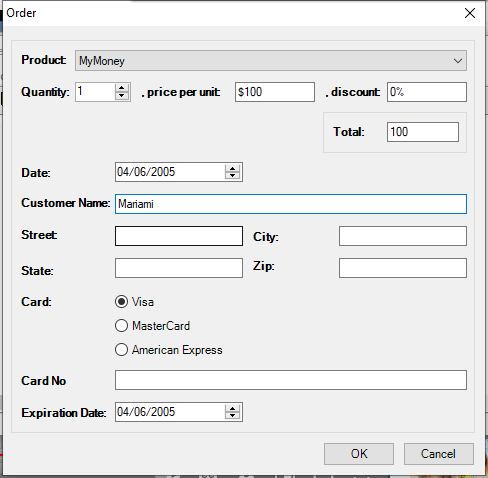 Order
Product: MyMoney
Quantity: 1 , price per unit: $100 , discount: 0%
Total: 100
Date: 04/06/2005
Customer Name: Mariami
Street: City:
State: Zip:
Card: Visa
MasterCard
American Express
Card No
Expiration Date: 04/06/2005
OK Cancel